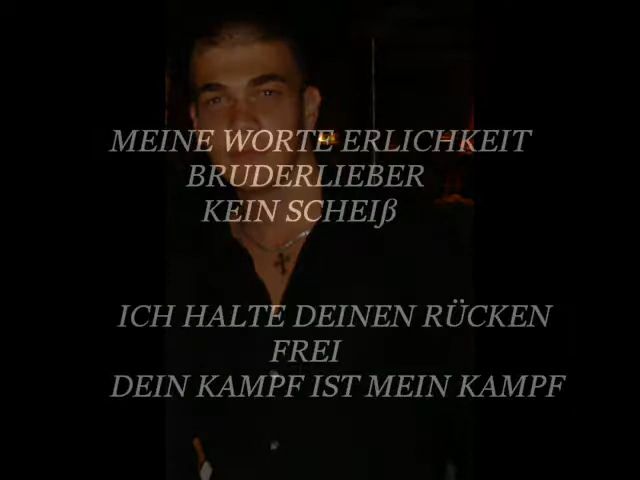 MEINE WORTE ERLICHKEIT
BRUDERLIEBER
KEIN SCHEIß
ICH HALTE DEINEN RÜCKEN
FREI
DEIN KAMPF IST MEIN KAMPF